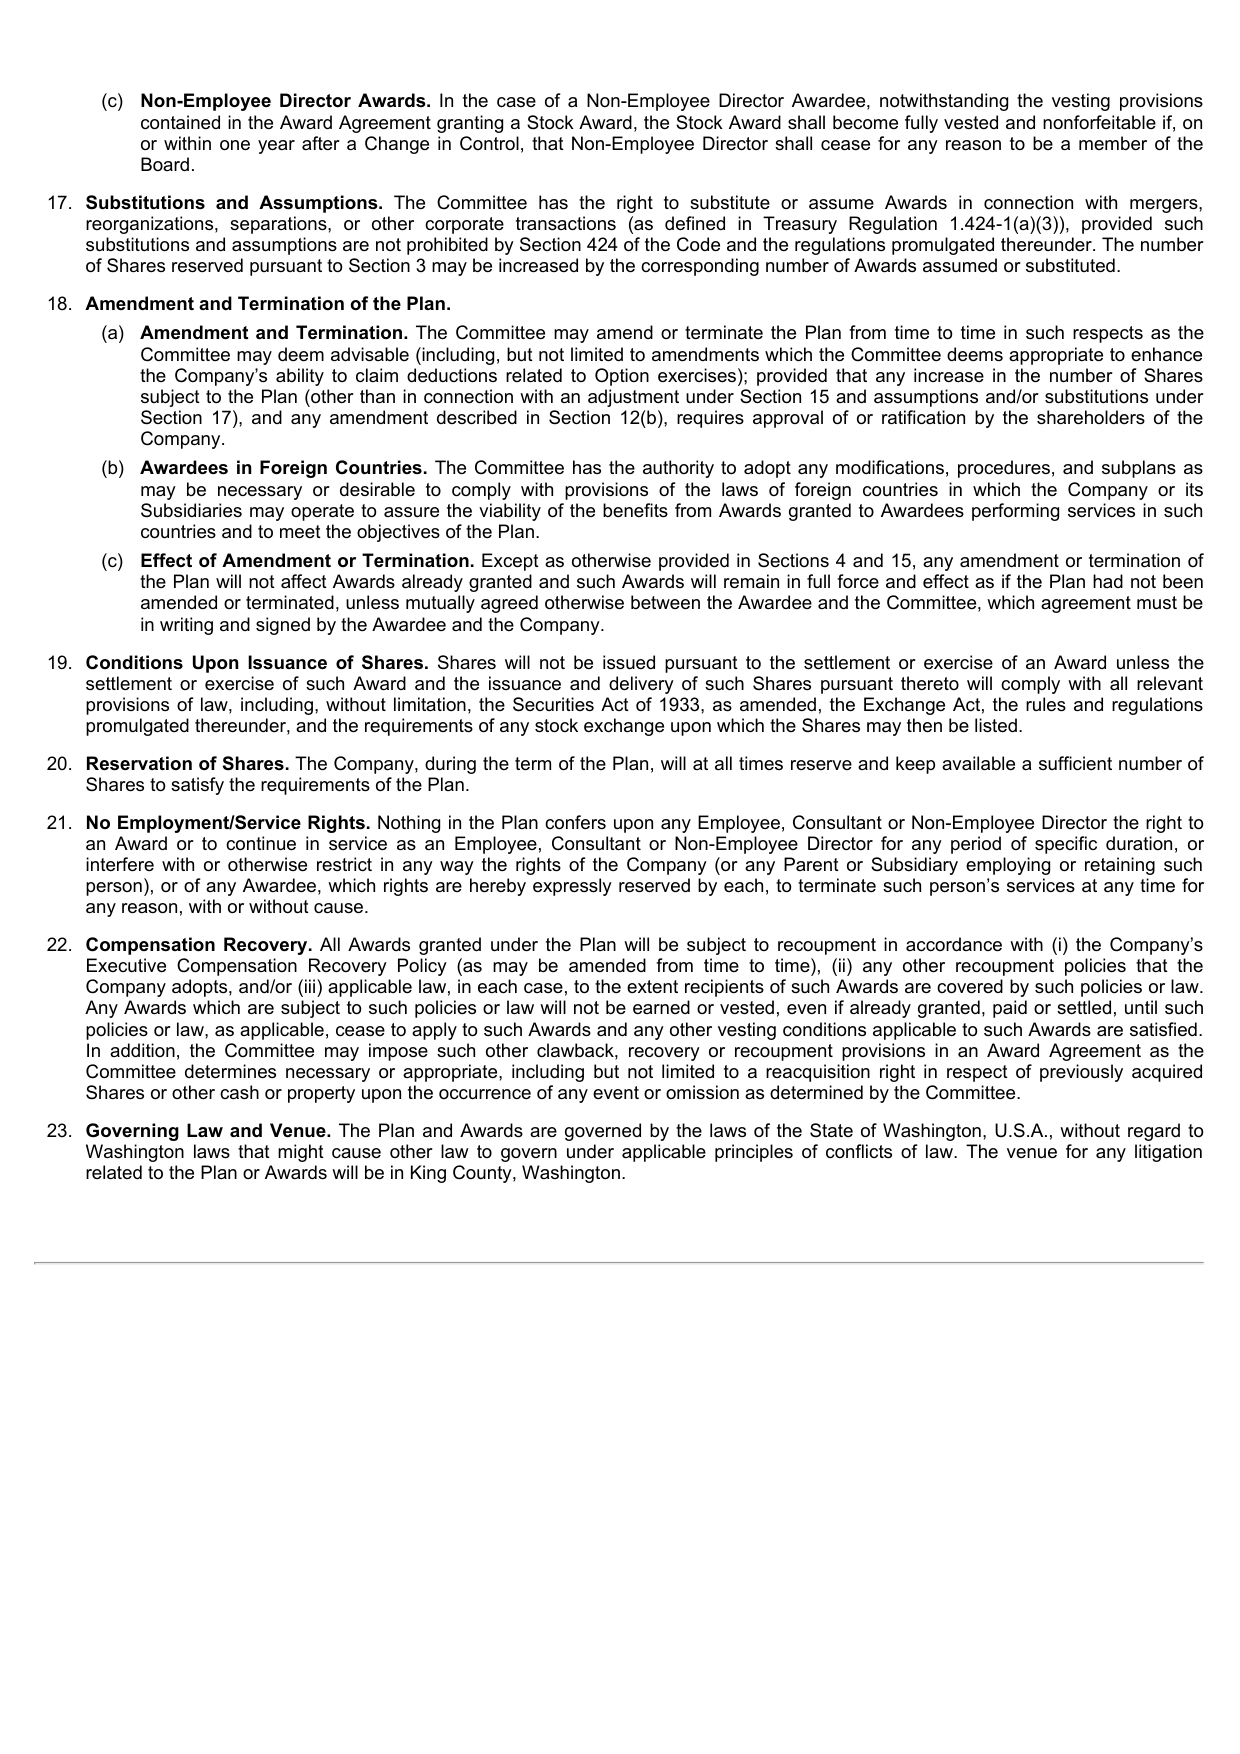 (c) Non-Employee Director Awards. In the case of a Non-Employee Director Awardee, notwithstanding the vesting provisions
contained in the Award Agreement granting a Stock Award, the Stock Award shall become fully vested and nonforfeitable if, on
or within one year after a Change in Control, that Non-Employee Director shall cease for any reason to be a member of the
Board.
17. Substitutions and Assumptions. The Committee has the right to substitute or assume Awards in connection with mergers,
reorganizations, separations, or other corporate transactions (as defined in Treasury Regulation 1.424-1(a)(3)), provided such
substitutions and assumptions are not prohibited by Section 424 of the Code and the regulations promulgated thereunder. The number
of Shares reserved pursuant to Section 3 may be increased by the corresponding number of Awards assumed or substituted.
18. Amendment and Termination of the Plan.
(a) Amendment and Termination. The Committee may amend or terminate the Plan from time to time in such respects as the
Committee may deem advisable (including, but not limited to amendments which the Committee deems appropriate to enhance
the Company’s ability to claim deductions related to Option exercises); provided that any increase in the number of Shares
subject to the Plan (other than in connection with an adjustment under Section 15 and assumptions and/or substitutions under
Section 17), and any amendment described in Section 12(b), requires approval of or ratification by the shareholders of the
Company.
(b) Awardees in Foreign Countries. The Committee has the authority to adopt any modifications, procedures, and subplans as
may be necessary or desirable to comply with provisions of the laws of foreign countries in which the Company or its
Subsidiaries may operate to assure the viability of the benefits from Awards granted to Awardees performing services in such
countries and to meet the objectives of the Plan.
(c) Effect of Amendment or Termination. Except as otherwise provided in Sections 4 and 15, any amendment or termination of
the Plan will not affect Awards already granted and such Awards will remain in full force and effect as if the Plan had not been
amended or terminated, unless mutually agreed otherwise between the Awardee and the Committee, which agreement must be
in writing and signed by the Awardee and the Company.
19. Conditions Upon Issuance of Shares. Shares will not be issued pursuant to the settlement or exercise of an Award unless the
settlement or exercise of such Award and the issuance and delivery of such Shares pursuant thereto will comply with all relevant
provisions of law, including, without limitation, the Securities Act of 1933, as amended, the Exchange Act, the rules and regulations
promulgated thereunder, and the requirements of any stock exchange upon which the Shares may then be listed.
20. Reservation of Shares. The Company, during the term of the Plan, will at all times reserve and keep available a sufficient number of
Shares to satisfy the requirements of the Plan.
21. No Employment/Service Rights. Nothing in the Plan confers upon any Employee, Consultant or Non-Employee Director the right to
an Award or to continue in service as an Employee, Consultant or Non-Employee Director for any period of specific duration, or
interfere with or otherwise restrict in any way the rights of the Company (or any Parent or Subsidiary employing or retaining such
person), or of any Awardee, which rights are hereby expressly reserved by each, to terminate such person’s services at any time for
any reason, with or without cause.
22. Compensation Recovery. All Awards granted under the Plan will be subject to recoupment in accordance with (i) the Company’s
Executive Compensation Recovery Policy (as may be amended from time to time), (ii) any other recoupment policies that the
Company adopts, and/or (iii) applicable law, in each case, to the extent recipients of such Awards are covered by such policies or law.
Any Awards which are subject to such policies or law will not be earned or vested, even if already granted, paid or settled, until such
policies or law, as applicable, cease to apply to such Awards and any other vesting conditions applicable to such Awards are satisfied.
In addition, the Committee may impose such other clawback, recovery or recoupment provisions in an Award Agreement as the
Committee determines necessary or appropriate, including but not limited to a reacquisition right in respect of previously acquired
Shares or other cash or property upon the occurrence of any event or omission as determined by the Committee.
23. Governing Law and Venue. The Plan and Awards are governed by the laws of the State of Washington, U.S.A., without regard to
Washington laws that might cause other law to govern under applicable principles of conflicts of law. The venue for any litigation
related to the Plan or Awards will be in King County, Washington.